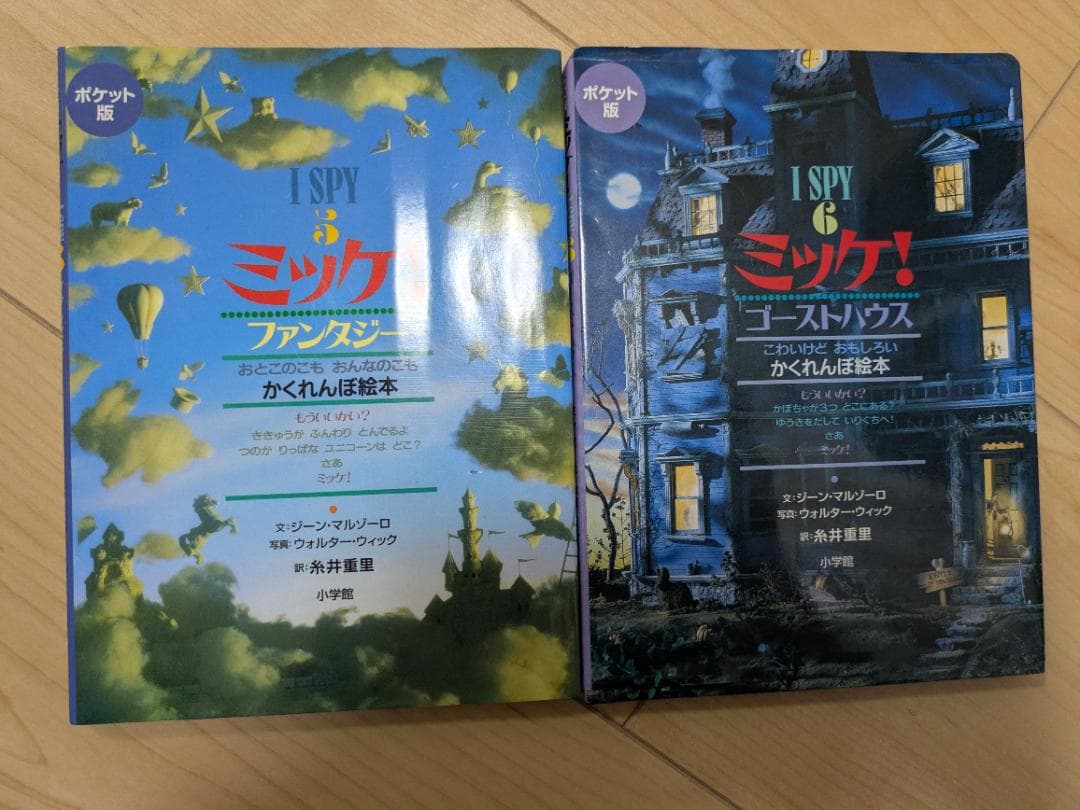 ポケット
版
I SPY
5
ミッケ!
ファンタジー
おとこのこも おんなのこも
かくれんぼ絵本
もういいかい?
ききゅうが ふんわり とんでるよ
つのが りっぱな ユニコーンは どこ?
さあ
ミッケ!
文:ジーン・マルゾーロ
写真:ウォルター・ウィック
訳:糸井重里
小学館
ポケット
版
I SPY
6
ミッケ!
ゴーストハウス
こわいけど おもしろい
かくれんぼ絵本
もういいかい?
かぼちゃが3つ どこにある?
ゆうきをだして いりぐちへ!
さあ
ミッケ!
文:ジーン・マルゾーロ
写真:ウォルター・ウィック
訳:糸井重里
小学館